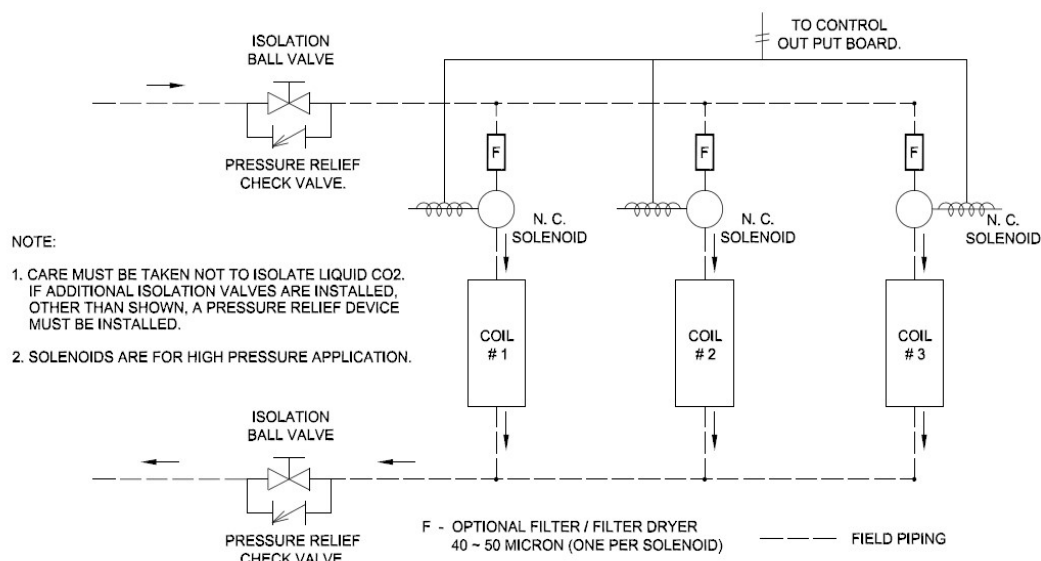 ISOLATION
BALL VALVE
TO CONTROL
OUT PUT BOARD.
PRESSURE RELIEF
CHECK VALVE.
F
F
F
N. C.
SOLENOID
N. C.
SOLENOID
N. C.
SOLENOID
NOTE:
1. CARE MUST BE TAKEN NOT TO ISOLATE LIQUID CO2.
IF ADDITIONAL ISOLATION VALVES ARE INSTALLED,
OTHER THAN SHOWN, A PRESSURE RELIEF DEVICE
MUST BE INSTALLED.
2. SOLENOIDS ARE FOR HIGH PRESSURE APPLICATION.
COIL
# 1
COIL
# 2
COIL
# 3
ISOLATION
BALL VALVE
PRESSURE RELIEF
CHECK VALVE
F - OPTIONAL FILTER / FILTER DRYER
40 ~ 50 MICRON (ONE PER SOLENOID)
FIELD PIPING